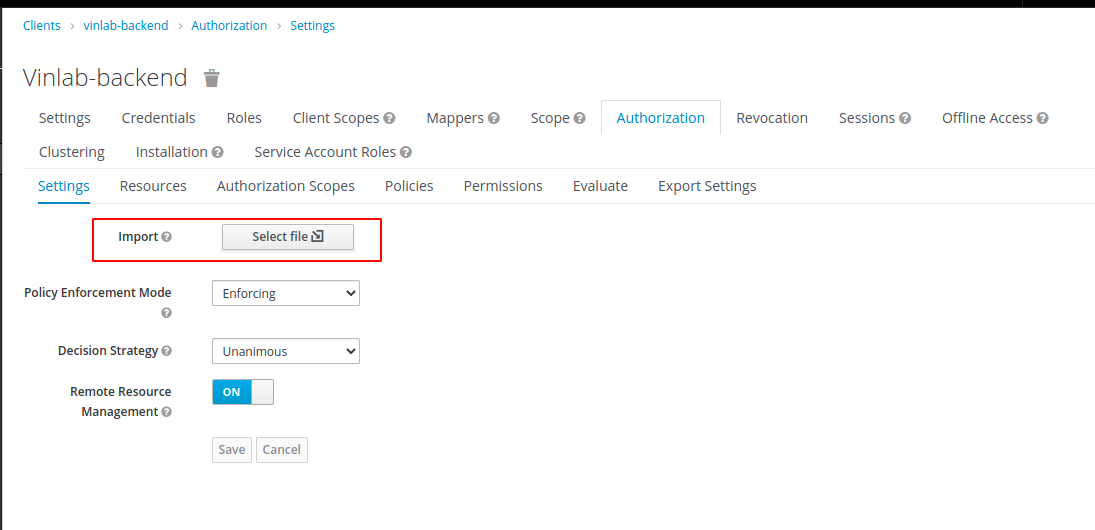 Clients > vinlab-backend > Authorization > Settings
Vinlab-backend
Settings Credentials Roles Client Scopes Mappers Scope Authorization Revocation Sessions Offline Access
Clustering Installation Service Account Roles
Settings Resources Authorization Scopes Policies Permissions Evaluate Export Settings
Import Select file
Policy Enforcement Mode Enforcing
Decision Strategy Unanimous
Remote Resource
Management ON
Save Cancel